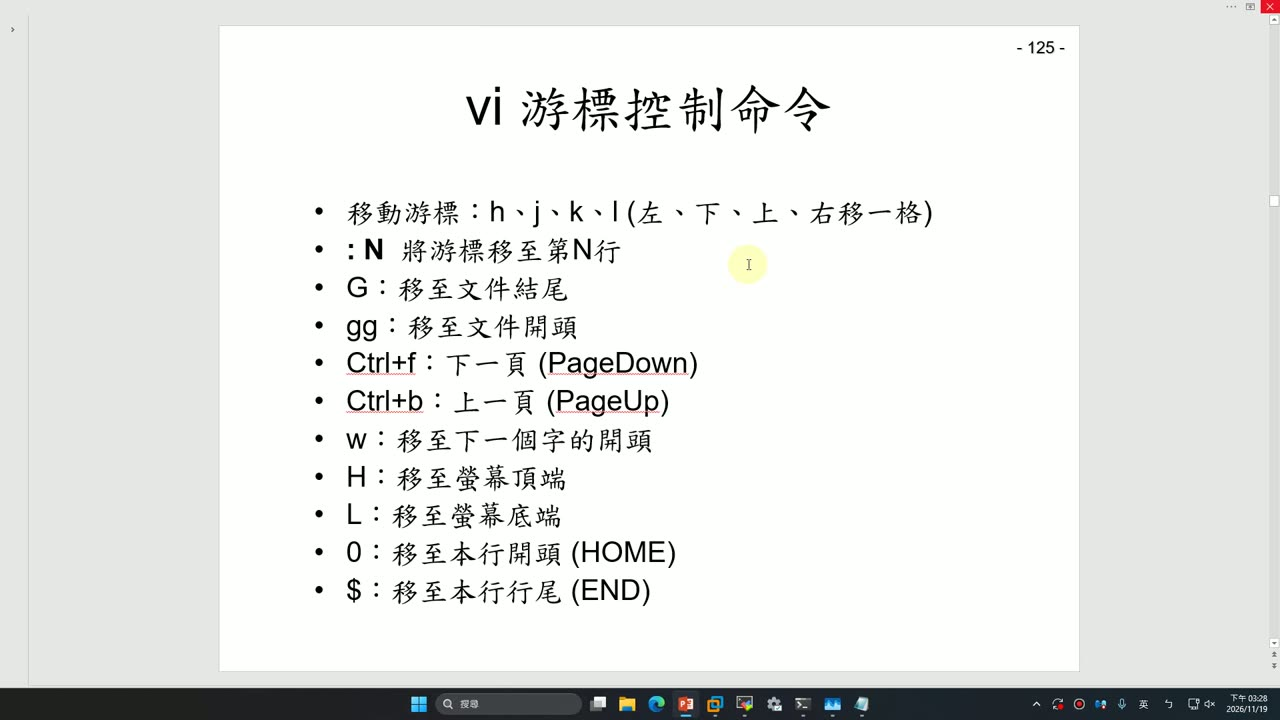 - 125 -
vi 游標控制命令
• 移動游標：h、j、k、l (左、下、上、右移一格)
• : N 將游標移至第N行
• G：移至文件結尾
• gg：移至文件開頭
• Ctrl+f：下一頁 (PageDown)
• Ctrl+b：上一頁 (PageUp)
• w：移至下一個字的開頭
• H：移至螢幕頂端
• L：移至螢幕底端
• 0：移至本行開頭 (HOME)
• $：移至本行行尾 (END)
搜尋
英
ㄅ
下午 03:28
2026/11/19